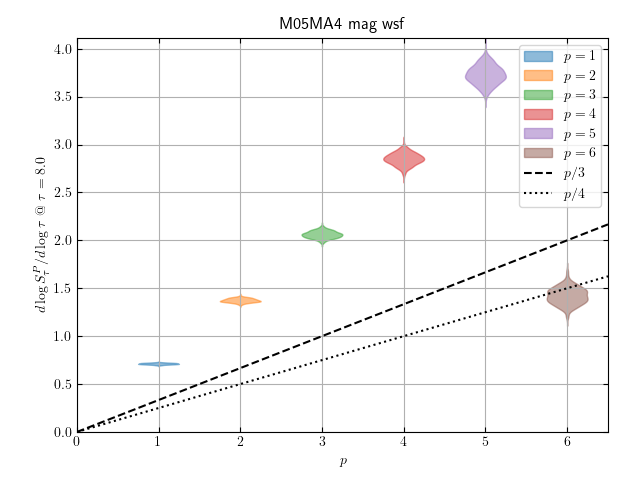 M05MA4 mag wsf
d log S_τ^P / d log τ @ τ = 8.0
4.0
3.5
3.0
2.5
2.0
1.5
1.0
0.5
0.0
0
1
2
3
4
5
6
p
p = 1
p = 2
p = 3
p = 4
p = 5
p = 6
p/3
p/4